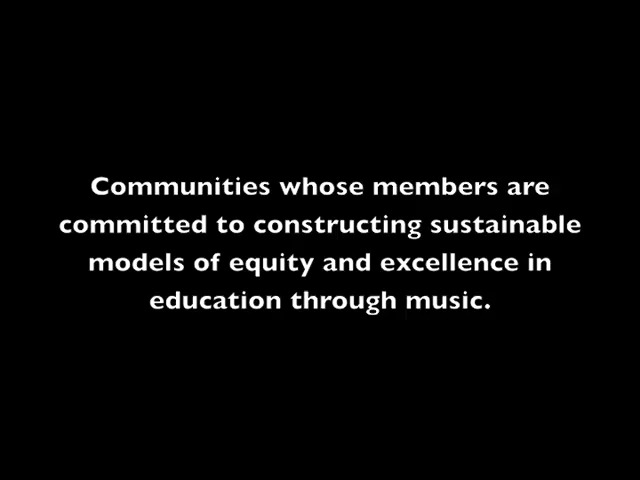 Communities whose members are
committed to constructing sustainable
models of equity and excellence in
education through music.